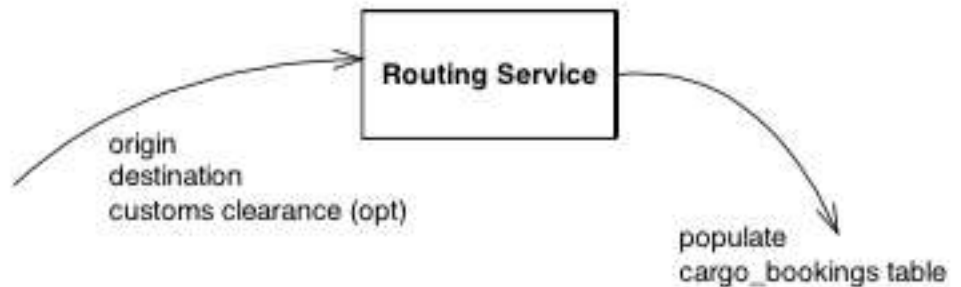 Routing Service
origin
destination
customs clearance (opt)
populate
cargo_bookings table